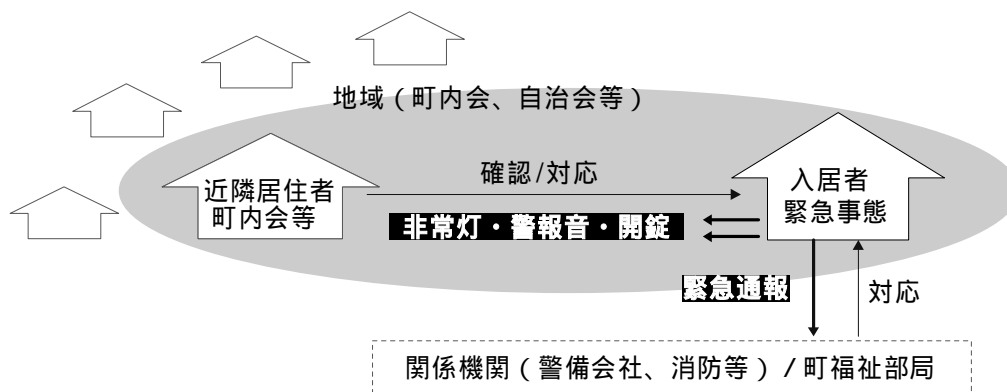 地域（町内会、自治会等）
近隣居住者
町内会等
確認/対応
入居者
緊急事態
非常灯・警報音・開錠
緊急通報
対応
関係機関（警備会社、消防等）/町福祉部局